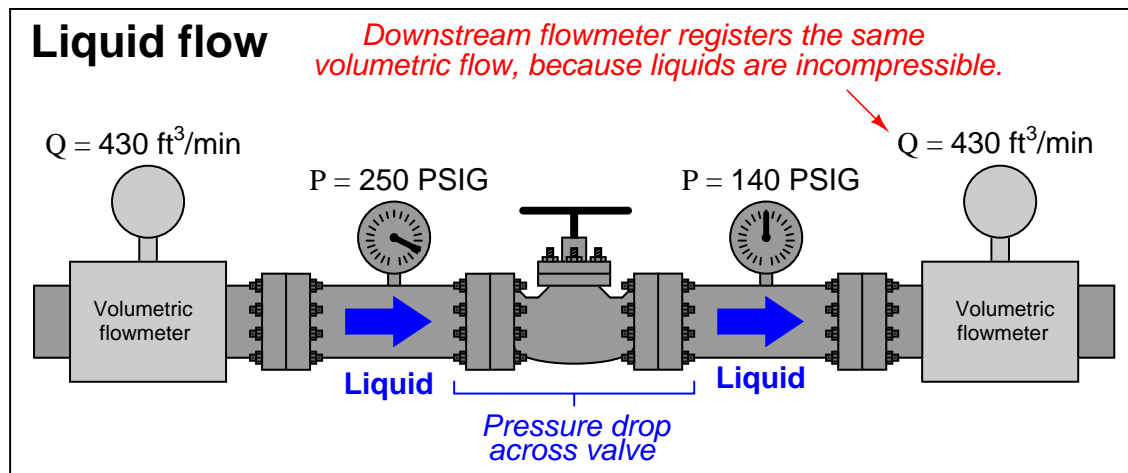 Liquid flow
Downstream flowmeter registers the same
volumetric flow, because liquids are incompressible.
Q = 430 ft³/min
Q = 430 ft³/min
P = 250 PSIG
P = 140 PSIG
Volumetric
flowmeter
Volumetric
flowmeter
Liquid
Liquid
Pressure drop
across valve